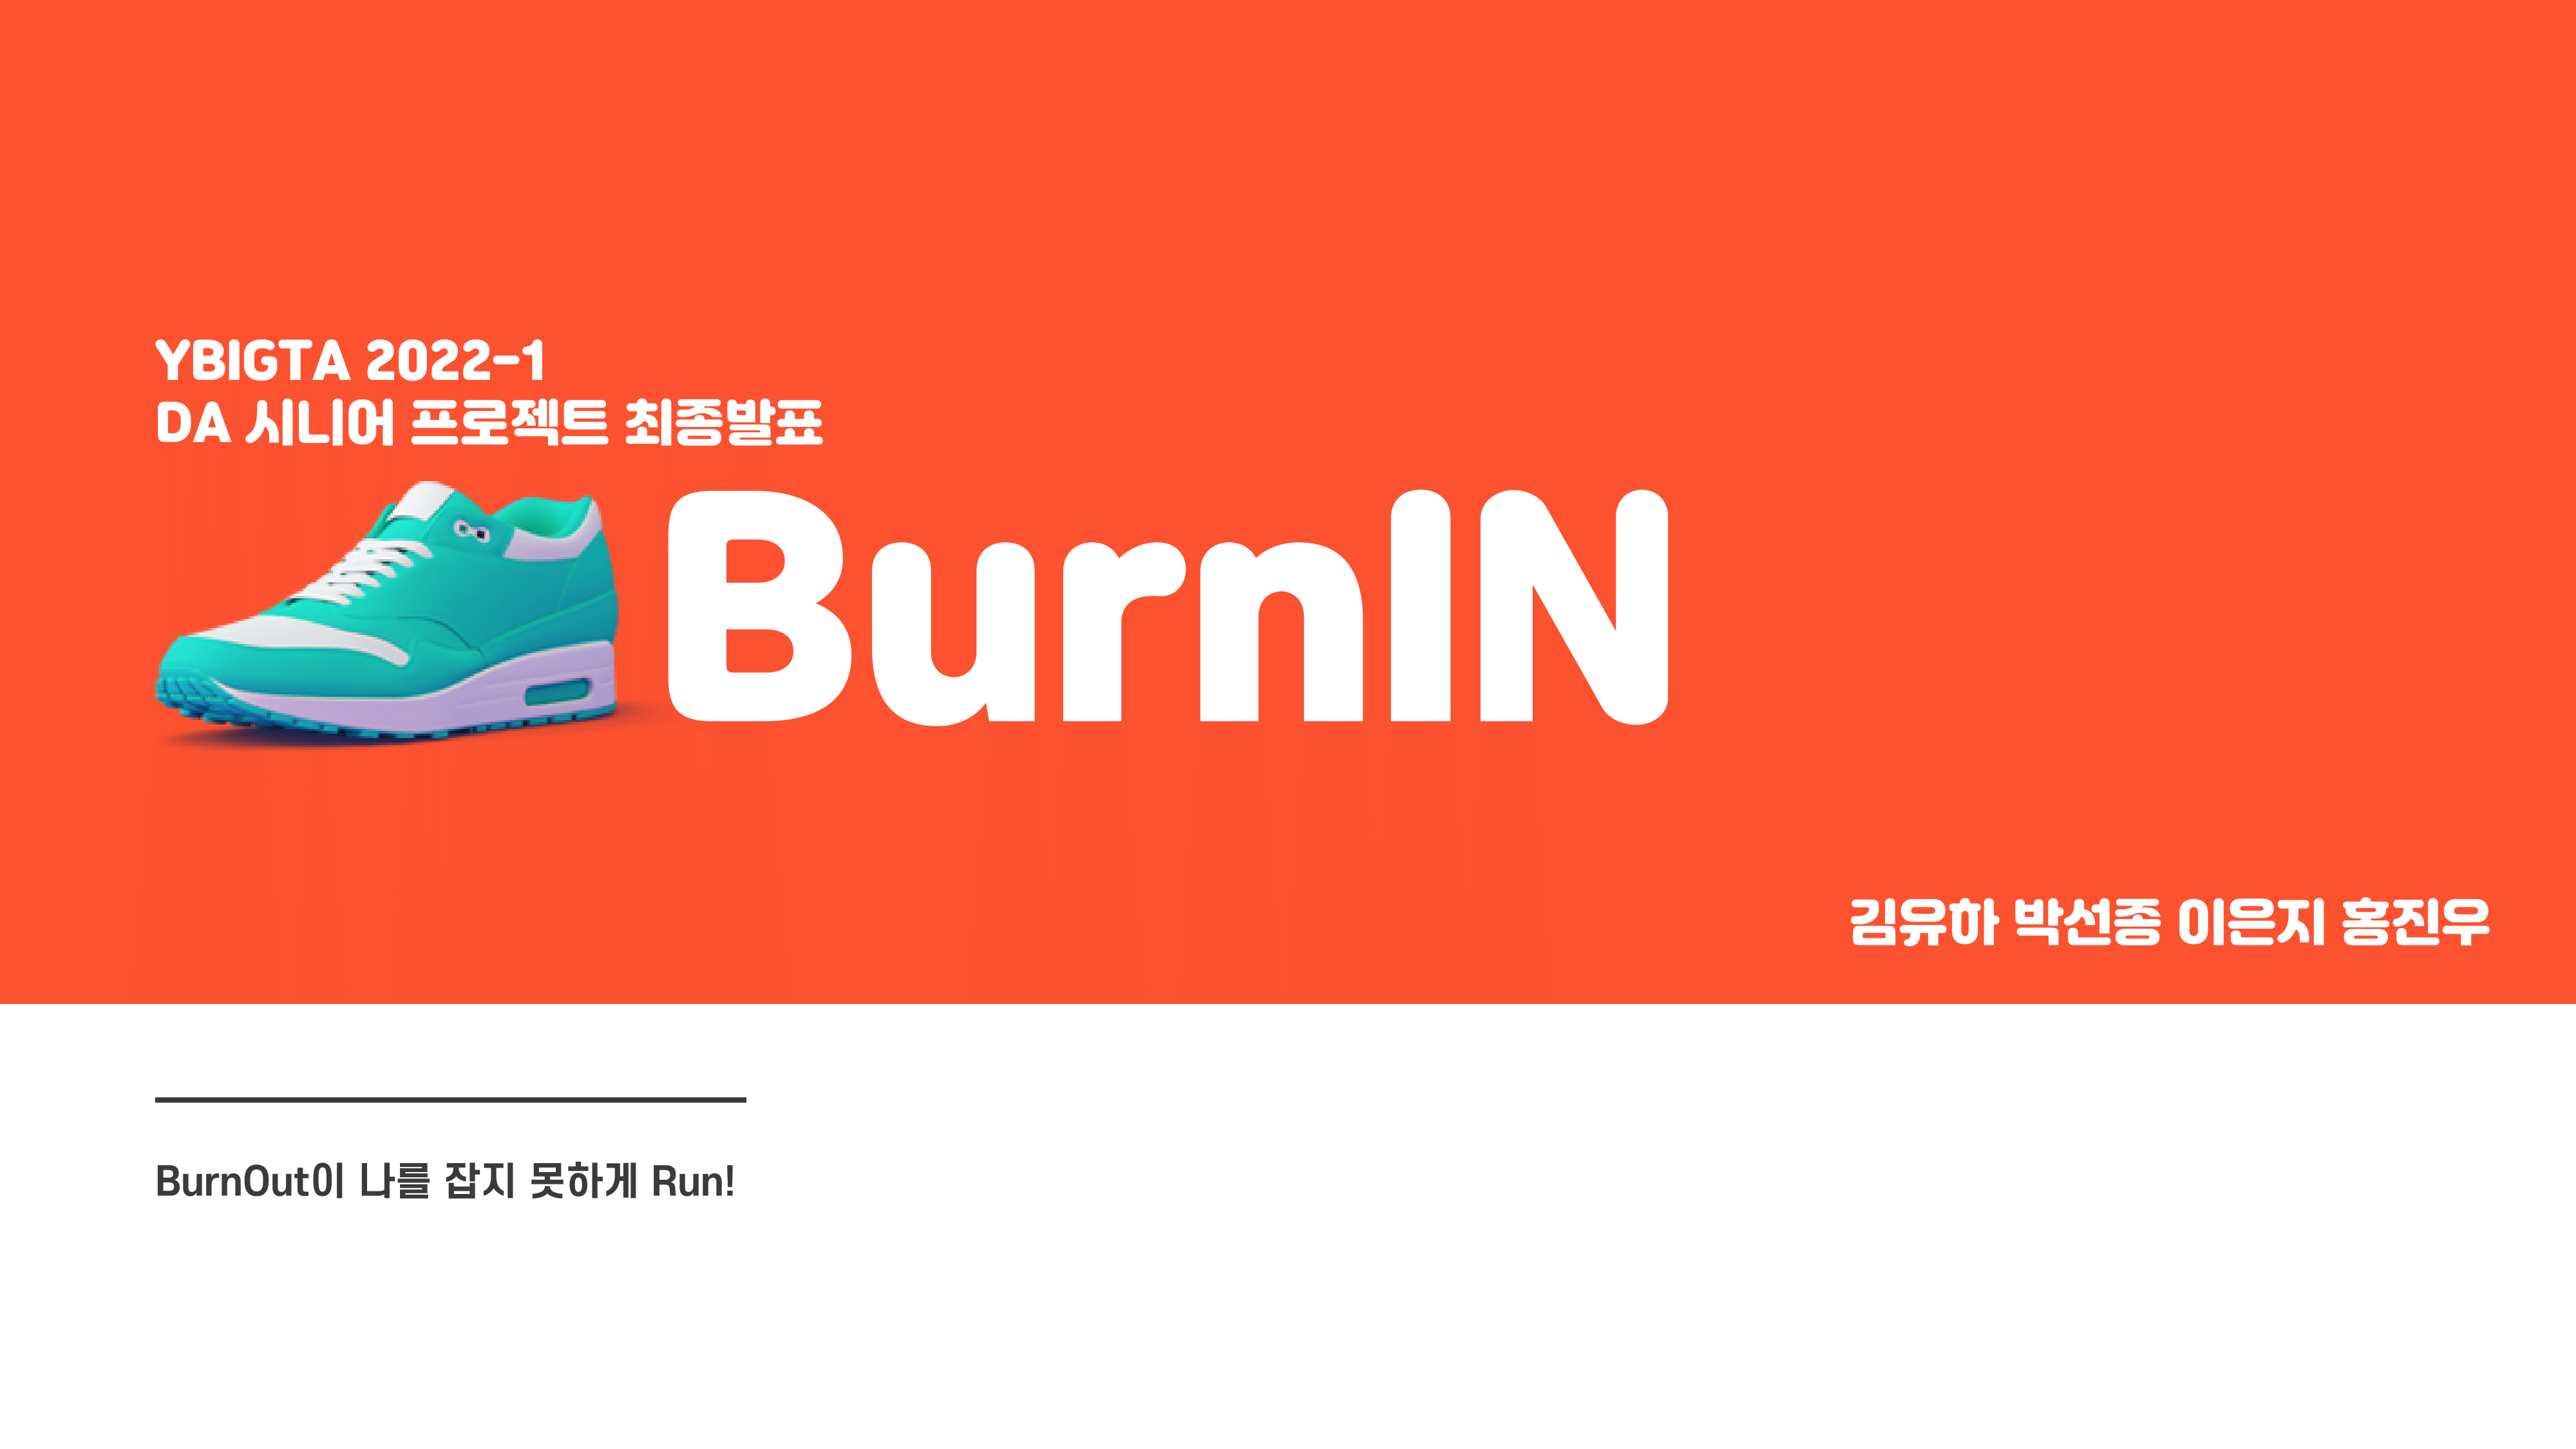 YBIGTA 2022-1
DA 시니어 프로젝트 최종발표
BurnIN
김유하 박선종 이은지 홍진우
BurnOut이 나를 잡지 못하게 Run!